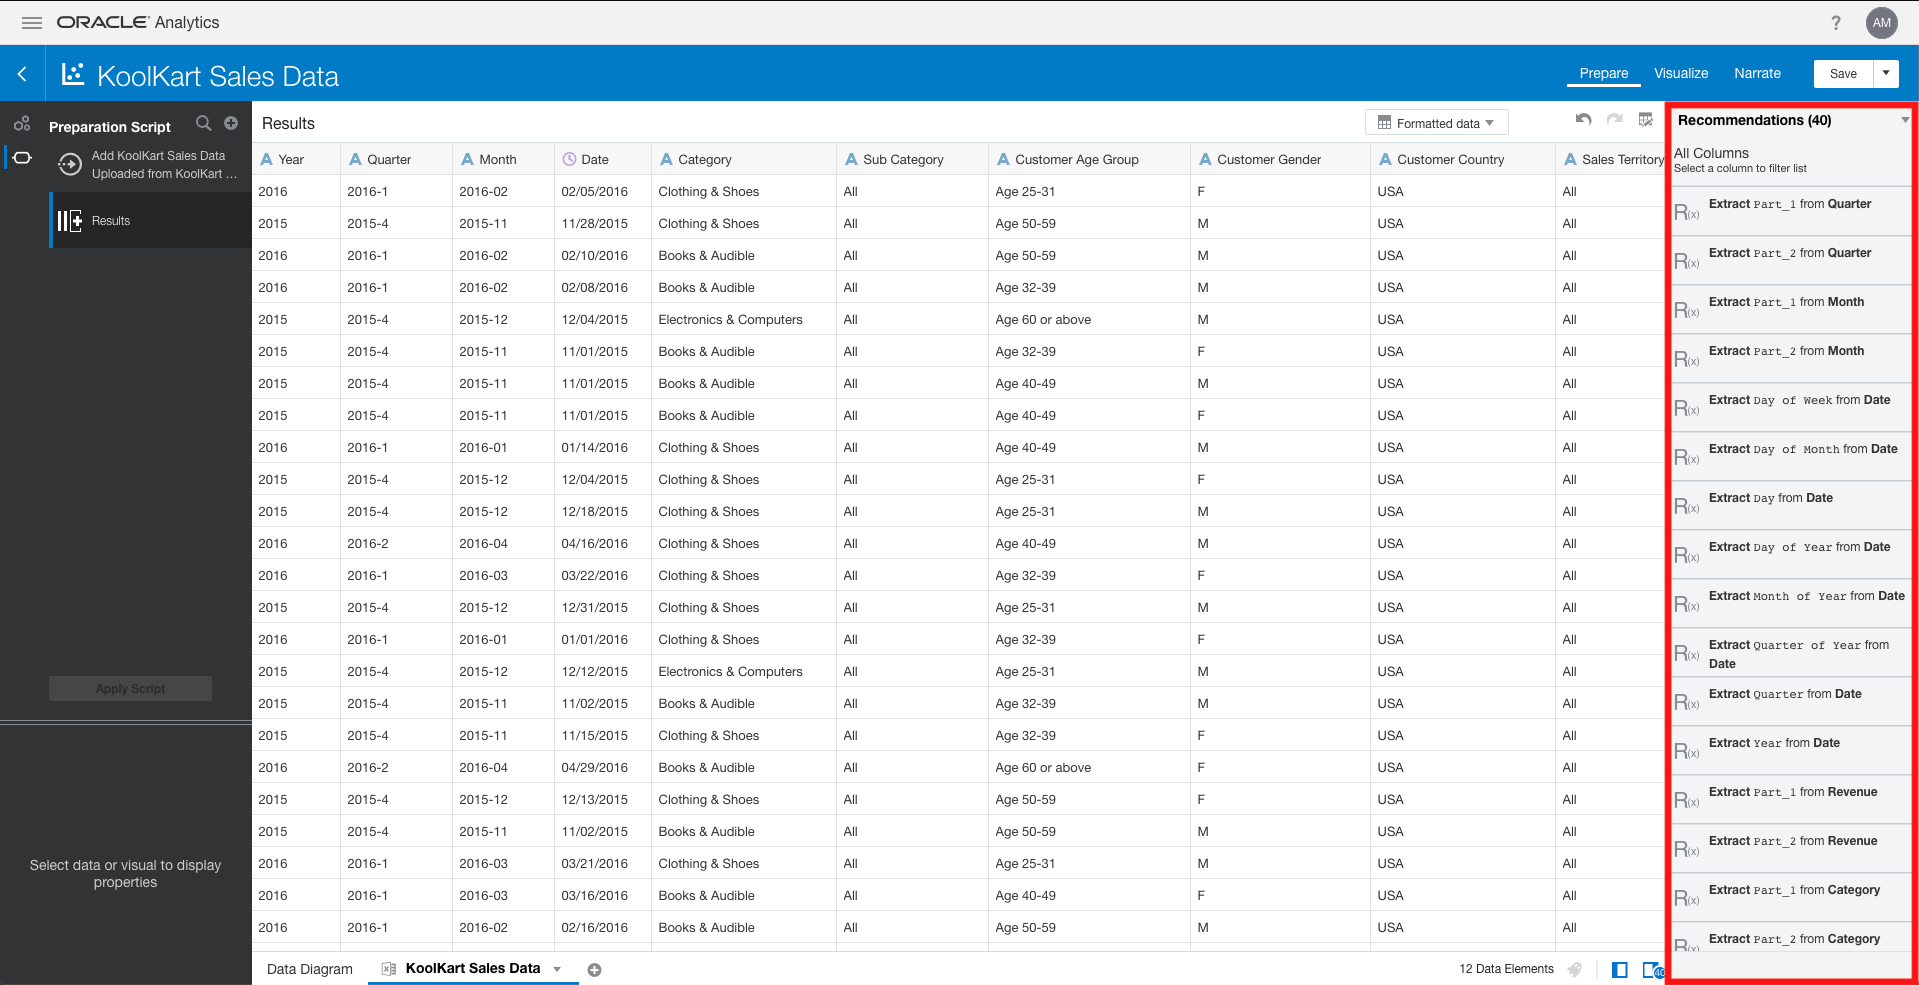 ORACLE Analytics
?
AM
KoolKart Sales Data
Prepare
Visualize
Narrate
Save
Preparation Script
Add KoolKart Sales Data
Uploaded from KoolKart ...
Results
Apply Script
Select data or visual to display
properties
Results
Formatted data
A Year A Quarter A Month Date A Category A Sub Category A Customer Age Group A Customer Gender A Customer Country A Sales Territory
2016 2016-1 2016-02 02/05/2016 Clothing & Shoes All Age 25-31 F USA All
2015 2015-4 2015-11 11/28/2015 Clothing & Shoes All Age 50-59 M USA All
2016 2016-1 2016-02 02/10/2016 Books & Audible All Age 50-59 M USA All
2016 2016-1 2016-02 02/08/2016 Books & Audible All Age 32-39 M USA All
2015 2015-4 2015-12 12/04/2015 Electronics & Computers All Age 60 or above M USA All
2015 2015-4 2015-11 11/01/2015 Books & Audible All Age 32-39 F USA All
2015 2015-4 2015-11 11/01/2015 Books & Audible All Age 40-49 M USA All
2015 2015-4 2015-11 11/01/2015 Books & Audible All Age 40-49 F USA All
2016 2016-1 2016-01 01/14/2016 Clothing & Shoes All Age 40-49 M USA All
2015 2015-4 2015-12 12/04/2015 Clothing & Shoes All Age 25-31 F USA All
2015 2015-4 2015-12 12/18/2015 Clothing & Shoes All Age 25-31 M USA All
2016 2016-2 2016-04 04/16/2016 Clothing & Shoes All Age 40-49 M USA All
2016 2016-1 2016-03 03/22/2016 Clothing & Shoes All Age 32-39 F USA All
2015 2015-4 2015-12 12/31/2015 Clothing & Shoes All Age 25-31 M USA All
2016 2016-1 2016-01 01/01/2016 Clothing & Shoes All Age 32-39 F USA All
2015 2015-4 2015-12 12/12/2015 Electronics & Computers All Age 25-31 M USA All
2015 2015-4 2015-11 11/02/2015 Books & Audible All Age 32-39 M USA All
2015 2015-4 2015-11 11/15/2015 Clothing & Shoes All Age 32-39 F USA All
2016 2016-2 2016-04 04/29/2016 Books & Audible All Age 60 or above F USA All
2015 2015-4 2015-12 12/13/2015 Clothing & Shoes All Age 50-59 F USA All
2015 2015-4 2015-11 11/02/2015 Books & Audible All Age 50-59 M USA All
2016 2016-1 2016-03 03/21/2016 Clothing & Shoes All Age 25-31 M USA All
2016 2016-1 2016-03 03/16/2016 Books & Audible All Age 40-49 F USA All
2016 2016-1 2016-02 02/16/2016 Books & Audible All Age 50-59 M USA All
Data Diagram
KoolKart Sales Data
12 Data Elements
40
Recommendations (40)
All Columns
Select a column to filter list
R(x) Extract Part_1 from Quarter
R(x) Extract Part_2 from Quarter
R(x) Extract Part_1 from Month
R(x) Extract Part_2 from Month
R(x) Extract Day of Week from Date
R(x) Extract Day of Month from Date
R(x) Extract Day from Date
R(x) Extract Day of Year from Date
R(x) Extract Month of Year from Date
R(x) Extract Quarter of Year from
Date
R(x) Extract Quarter from Date
R(x) Extract Year from Date
R(x) Extract Part_1 from Revenue
R(x) Extract Part_2 from Revenue
R(x) Extract Part_1 from Category
R(x) Extract Part_2 from Category